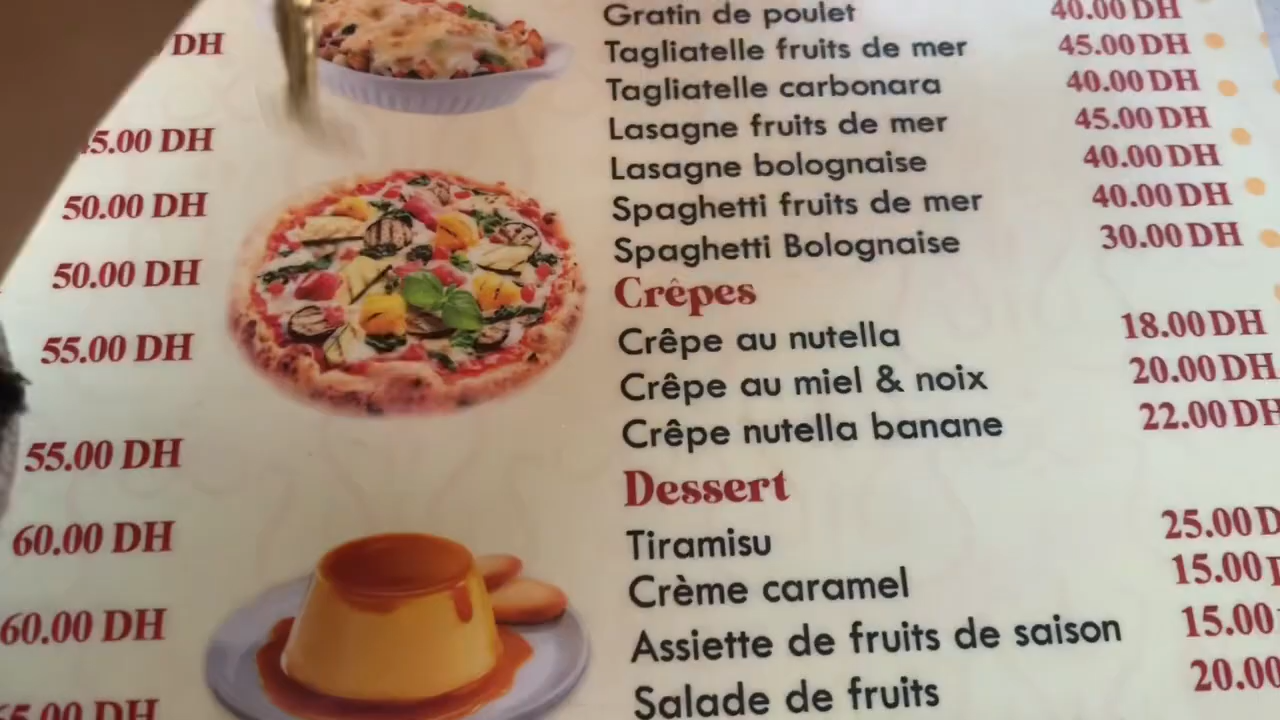 DH
45.00 DH
50.00 DH
50.00 DH
55.00 DH
55.00 DH
60.00 DH
60.00 DH
65.00 DH
Gratin de poulet 40.00 DH
Tagliatelle fruits de mer 45.00 DH
Tagliatelle carbonara 40.00 DH
Lasagne fruits de mer 45.00 DH
Lasagne bolognaise 40.00 DH
Spaghetti fruits de mer 40.00 DH
Spaghetti Bolognaise 30.00 DH
Crêpes
Crêpe au nutella 18.00 DH
Crêpe au miel & noix 20.00 DH
Crêpe nutella banane 22.00 DH
Dessert
Tiramisu 25.00 D
Crème caramel 15.00
Assiette de fruits de saison 15.00
Salade de fruits 20.00